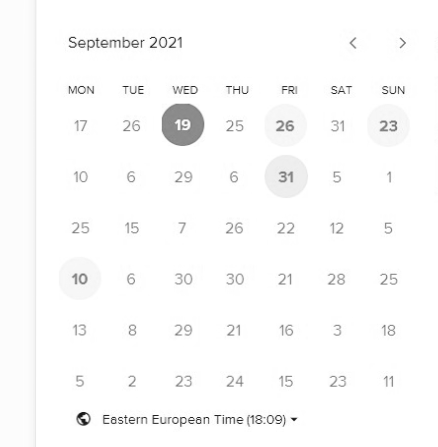 September 2021
MON TUE WED THU FRI SAT SUN
17 26 19 25 26 31 23
10 6 29 6 31 5 1
25 15 7 26 22 12 5
10 6 30 30 21 28 25
13 8 29 21 16 3 18
5 2 23 24 15 23 11
Eastern European Time (18:09)